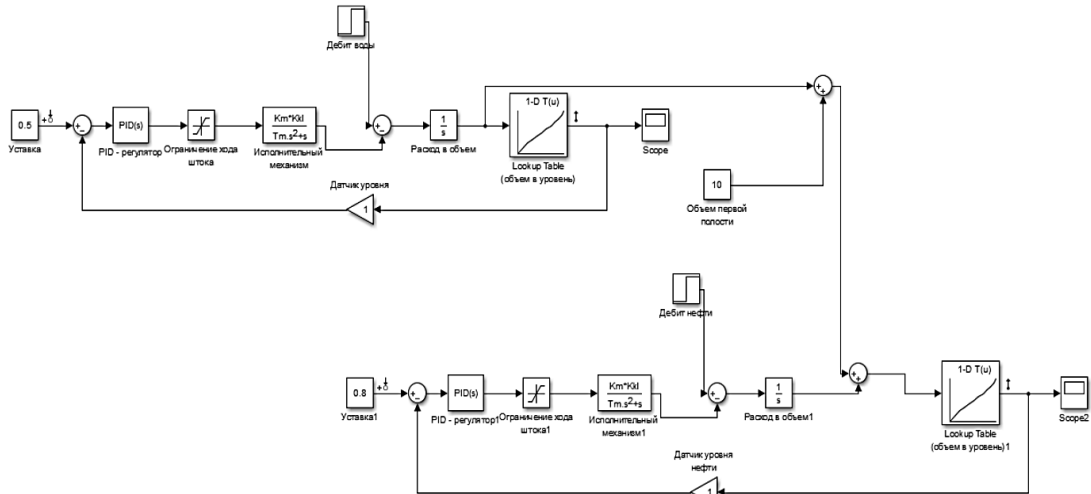 Дебит воды
0.5
Уставка
PID(s)
PID - регулятор
Ограничение хода
штока
Km*Kkl
Tm.s2+s
Исполнительный
механизм
1
s
Расход в объем
1-D T(u)
Lookup Table
(объем в уровень)
Scope
Датчик уровня
1
10
Объем первой
полости
Дебит нефти
0.8
Уставка1
PID(s)
PID - регулятор1
Ограничение хода
штока1
Km*Kkl
Tm.s2+s
Исполнительный
механизм1
1
s
Расход в объем1
1-D T(u)
Lookup Table
(объем в уровень)1
Scope2
Датчик уровня
нефти
1